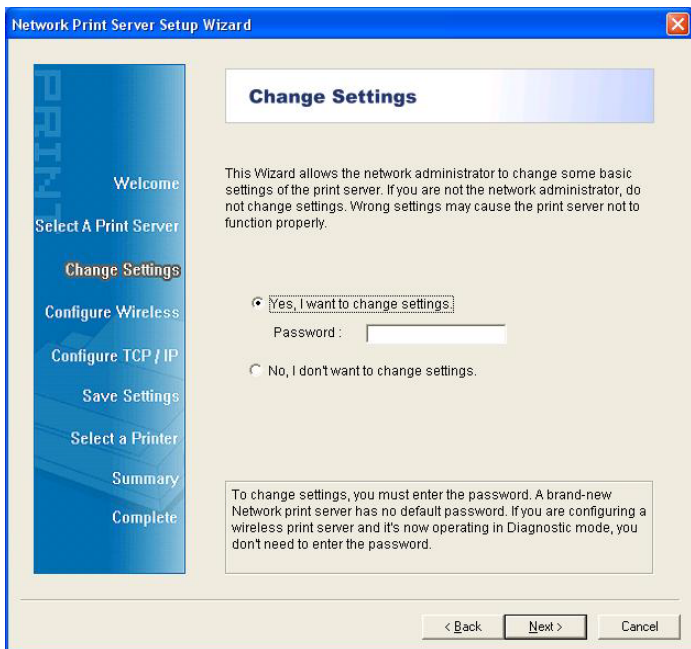 Network Print Server Setup Wizard
PRINT
Welcome
Select A Print Server
Change Settings
Configure Wireless
Configure TCP / IP
Save Settings
Select a Printer
Summary
Complete
Change Settings
This Wizard allows the network administrator to change some basic
settings of the print server. If you are not the network administrator, do
not change settings. Wrong settings may cause the print server not to
function properly.
Yes, I want to change settings.
Password :
No, I don't want to change settings.
To change settings, you must enter the password. A brand-new
Network print server has no default password. If you are configuring a
wireless print server and it's now operating in Diagnostic mode, you
don't need to enter the password.
< Back
Next >
Cancel